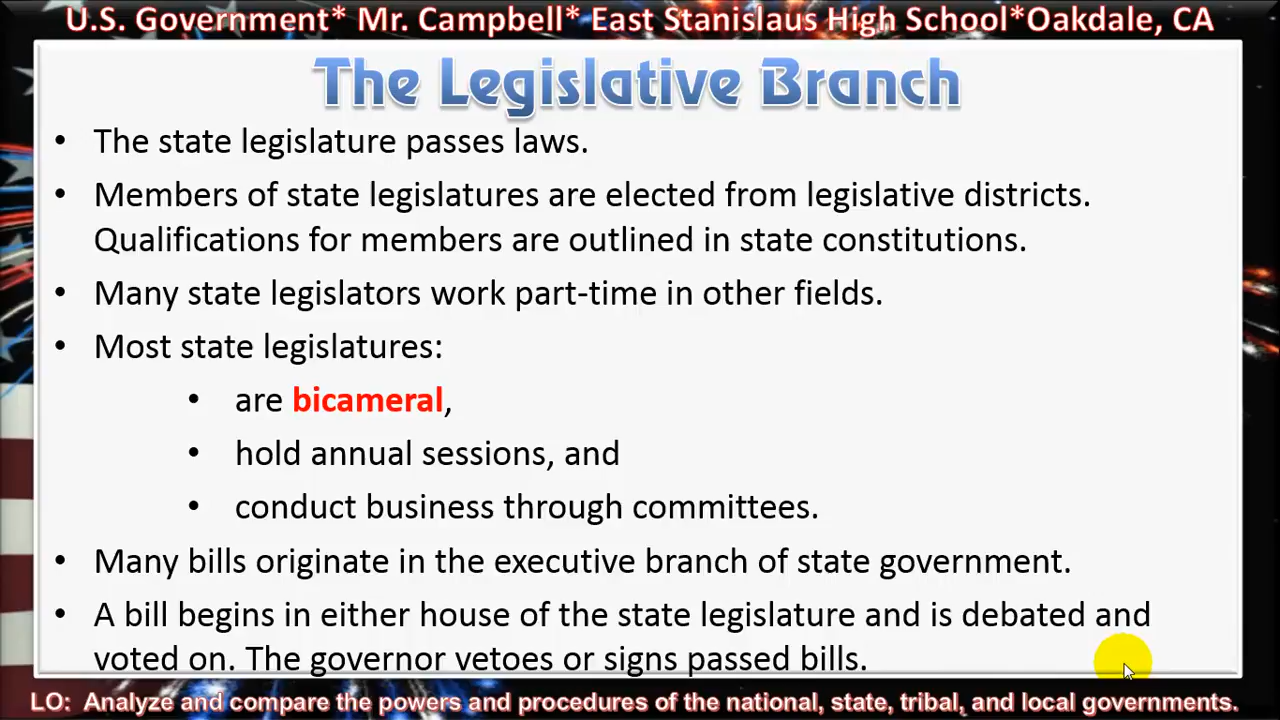 U.S. Government* Mr. Campbell* East Stanislaus High School*Oakdale, CA
The Legislative Branch
• The state legislature passes laws.
• Members of state legislatures are elected from legislative districts.
Qualifications for members are outlined in state constitutions.
• Many state legislators work part-time in other fields.
• Most state legislatures:
• are bicameral,
• hold annual sessions, and
• conduct business through committees.
• Many bills originate in the executive branch of state government.
• A bill begins in either house of the state legislature and is debated and
voted on. The governor vetoes or signs passed bills.
LO: Analyze and compare the powers and procedures of the national, state, tribal, and local governments.